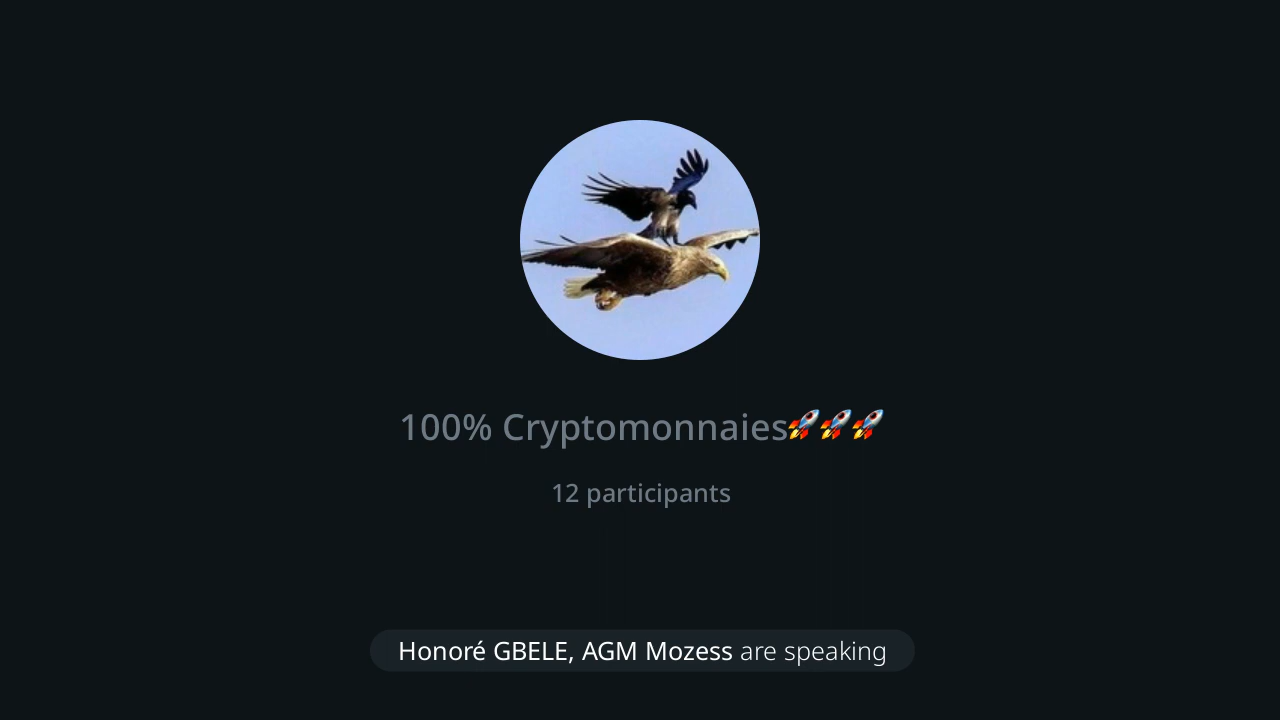 100% Cryptomonnaies🚀🚀🚀
12 participants
Honoré GBELE, AGM Mozess are speaking